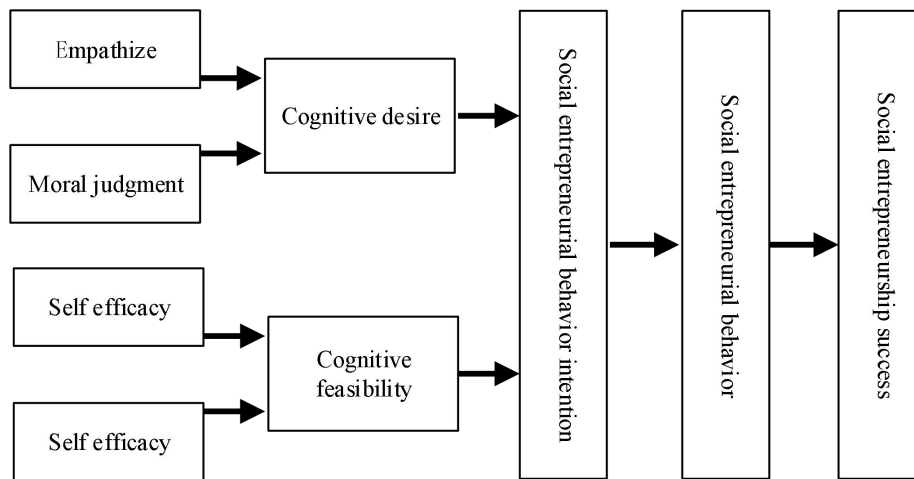 Empathize
Moral judgment
Cognitive desire
Self efficacy
Self efficacy
Cognitive
feasibility
Social entrepreneurial behavior intention
Social entrepreneurial behavior
Social entrepreneurship success